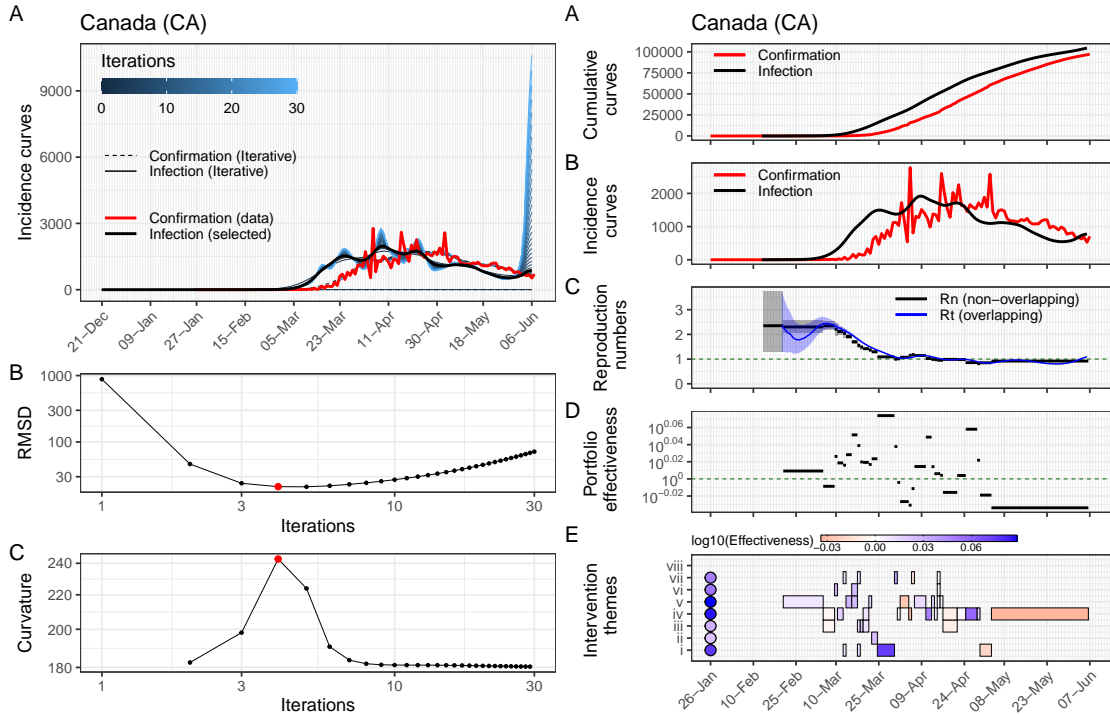 A
Canada (CA)
Iterations
0 10 20 30
Confirmation (Iterative)
Infection (Iterative)
Confirmation (data)
Infection (selected)
Incidence curves
9000
6000
3000
0
21−Dec
09−Jan
27−Jan
15−Feb
05−Mar
23−Mar
11−Apr
30−Apr
18−May
06−Jun
B
RMSD
1000
300
100
30
1 3 10 30
Iterations
C
Curvature
240
220
200
180
1 3 10 30
Iterations
A
Canada (CA)
Cumulative
curves
100000
75000
50000
25000
0
Confirmation
Infection
B
Incidence
curves
2000
1000
0
Confirmation
Infection
C
Reproduction
numbers
3
2
1
0
Rn (non−overlapping)
Rt (overlapping)
D
Portfolio
effectiveness
10^0.06
10^0.04
10^0.02
10^0
10^−0.02
E
log10(Effectiveness)
−0.03 0.00 0.03 0.06
Intervention
themes
viii
vii
vi
v
iv
iii
ii
i
26−Jan
10−Feb
25−Feb
10−Mar
25−Mar
09−Apr
24−Apr
08−May
23−May
07−Jun